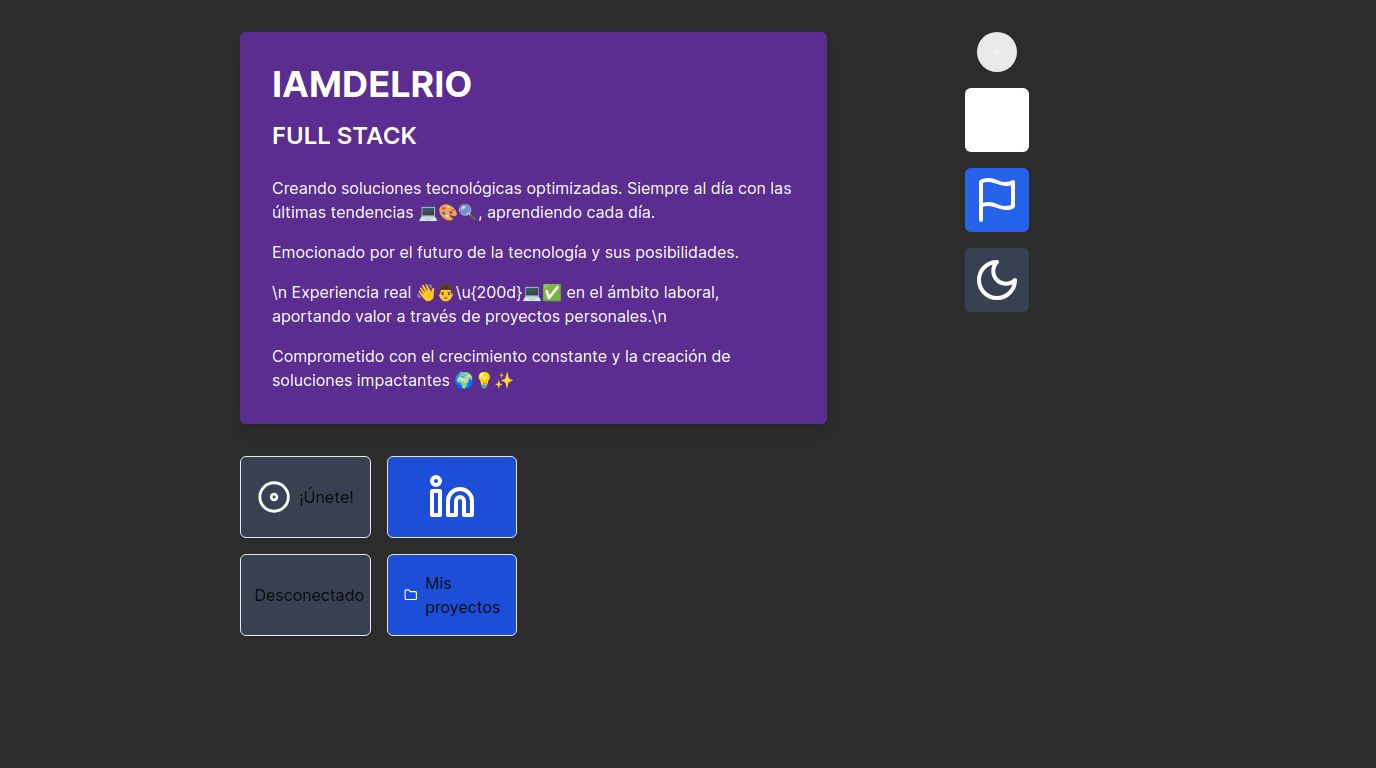 IAMDELRIO
FULL STACK
Creando soluciones tecnológicas optimizadas. Siempre al día con las
últimas tendencias 💻🎨🔍, aprendiendo cada día.
Emocionado por el futuro de la tecnología y sus posibilidades.
\n Experiencia real 👋👨\u{200d}💻✅ en el ámbito laboral,
aportando valor a través de proyectos personales.\n
Comprometido con el crecimiento constante y la creación de
soluciones impactantes 🌍💡✨
¡Únete!
in
Desconectado
Mis
proyectos